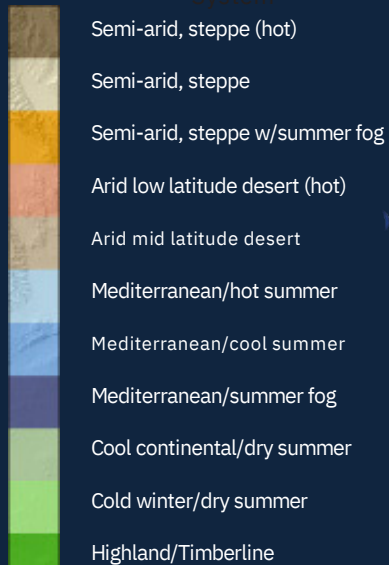 Semi-arid, steppe (hot)
Semi-arid, steppe
Semi-arid, steppe w/summer fog
Arid low latitude desert (hot)
Arid mid latitude desert
Mediterranean/hot summer
Mediterranean/cool summer
Mediterranean/summer fog
Cool continental/dry summer
Cold winter/dry summer
Highland/Timberline